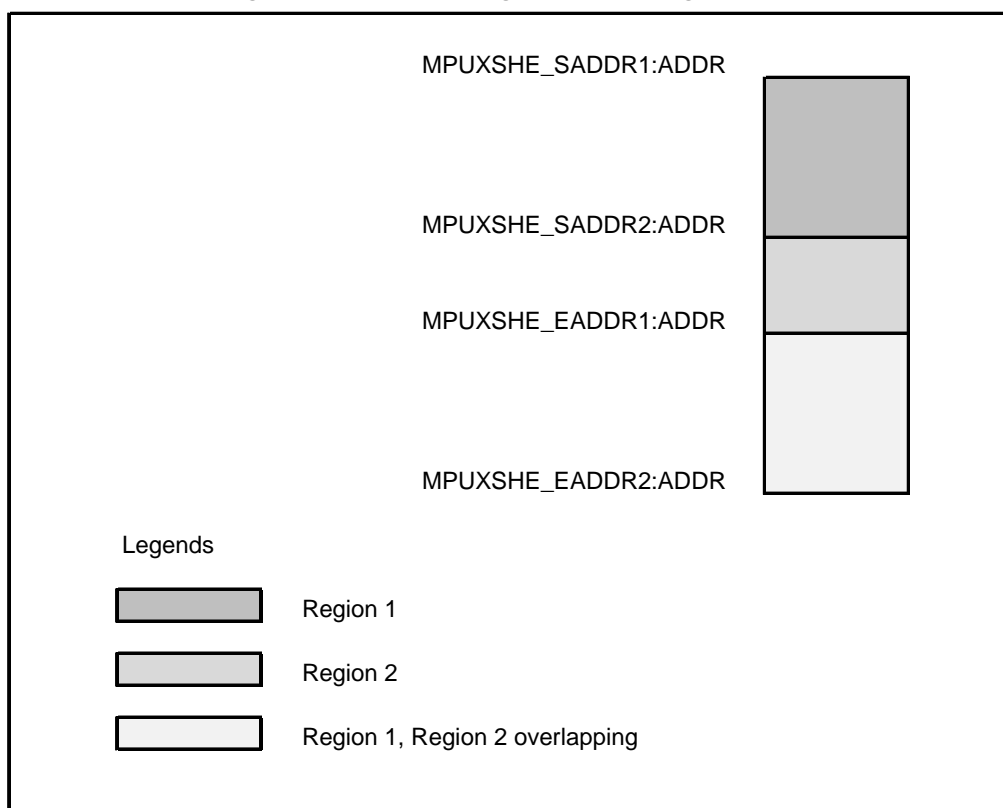 MPUXSHE_SADDR1:ADDR
MPUXSHE_SADDR2:ADDR
MPUXSHE_EADDR1:ADDR
MPUXSHE_EADDR2:ADDR
Legends
Region 1
Region 2
Region 1, Region 2 overlapping